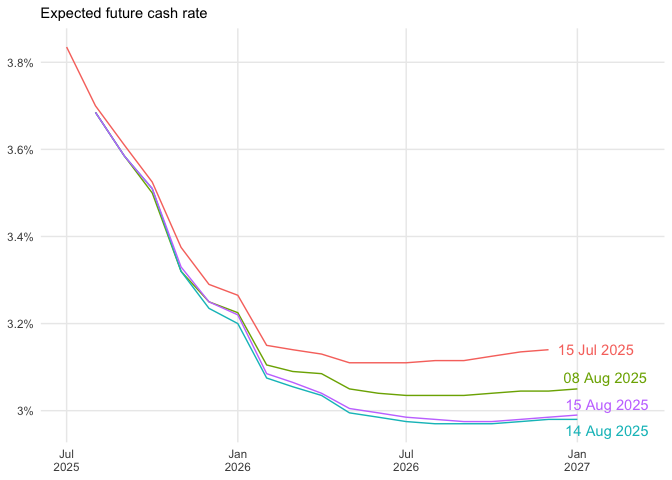 Expected future cash rate
3.8%
3.6%
3.4%
3.2%
3%
15 Jul 2025
08 Aug 2025
15 Aug 2025
14 Aug 2025
Jul
2025
Jan
2026
Jul
2026
Jan
2027